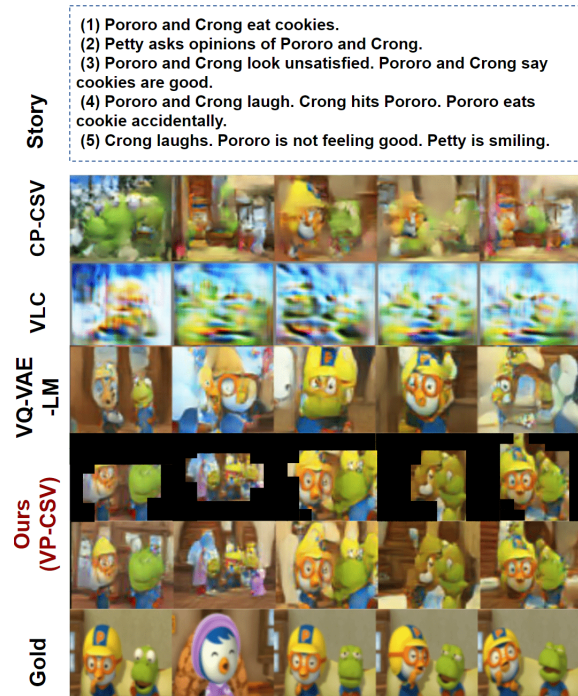 Story
(1) Pororo and Crong eat cookies.
(2) Petty asks opinions of Pororo and Crong.
(3) Pororo and Crong look unsatisfied. Pororo and Crong say
cookies are good.
(4) Pororo and Crong laugh. Crong hits Pororo. Pororo eats
cookie accidentally.
(5) Crong laughs. Pororo is not feeling good. Petty is smiling.
CP-CSV
VLC
VQ-VAE
-LM
Ours
(VP-CSV)
Gold